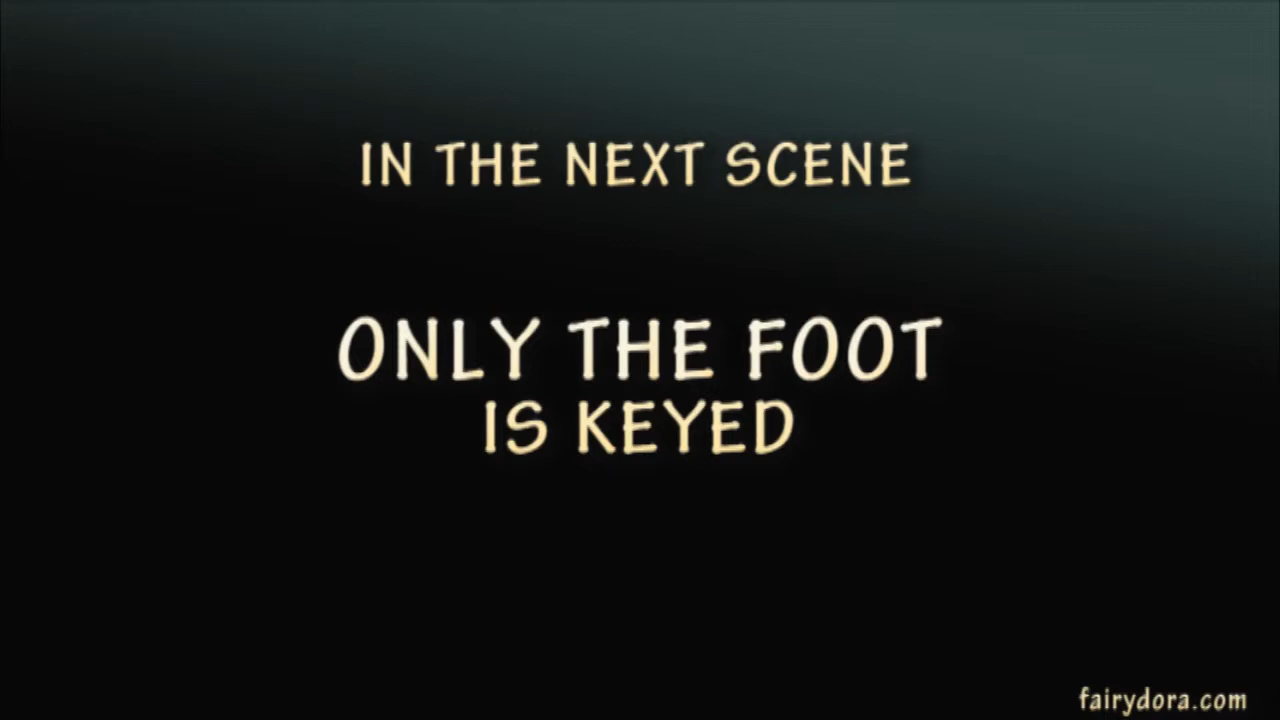 IN THE NEXT SCENE
ONLY THE FOOT
IS KEYED
fairydora.com